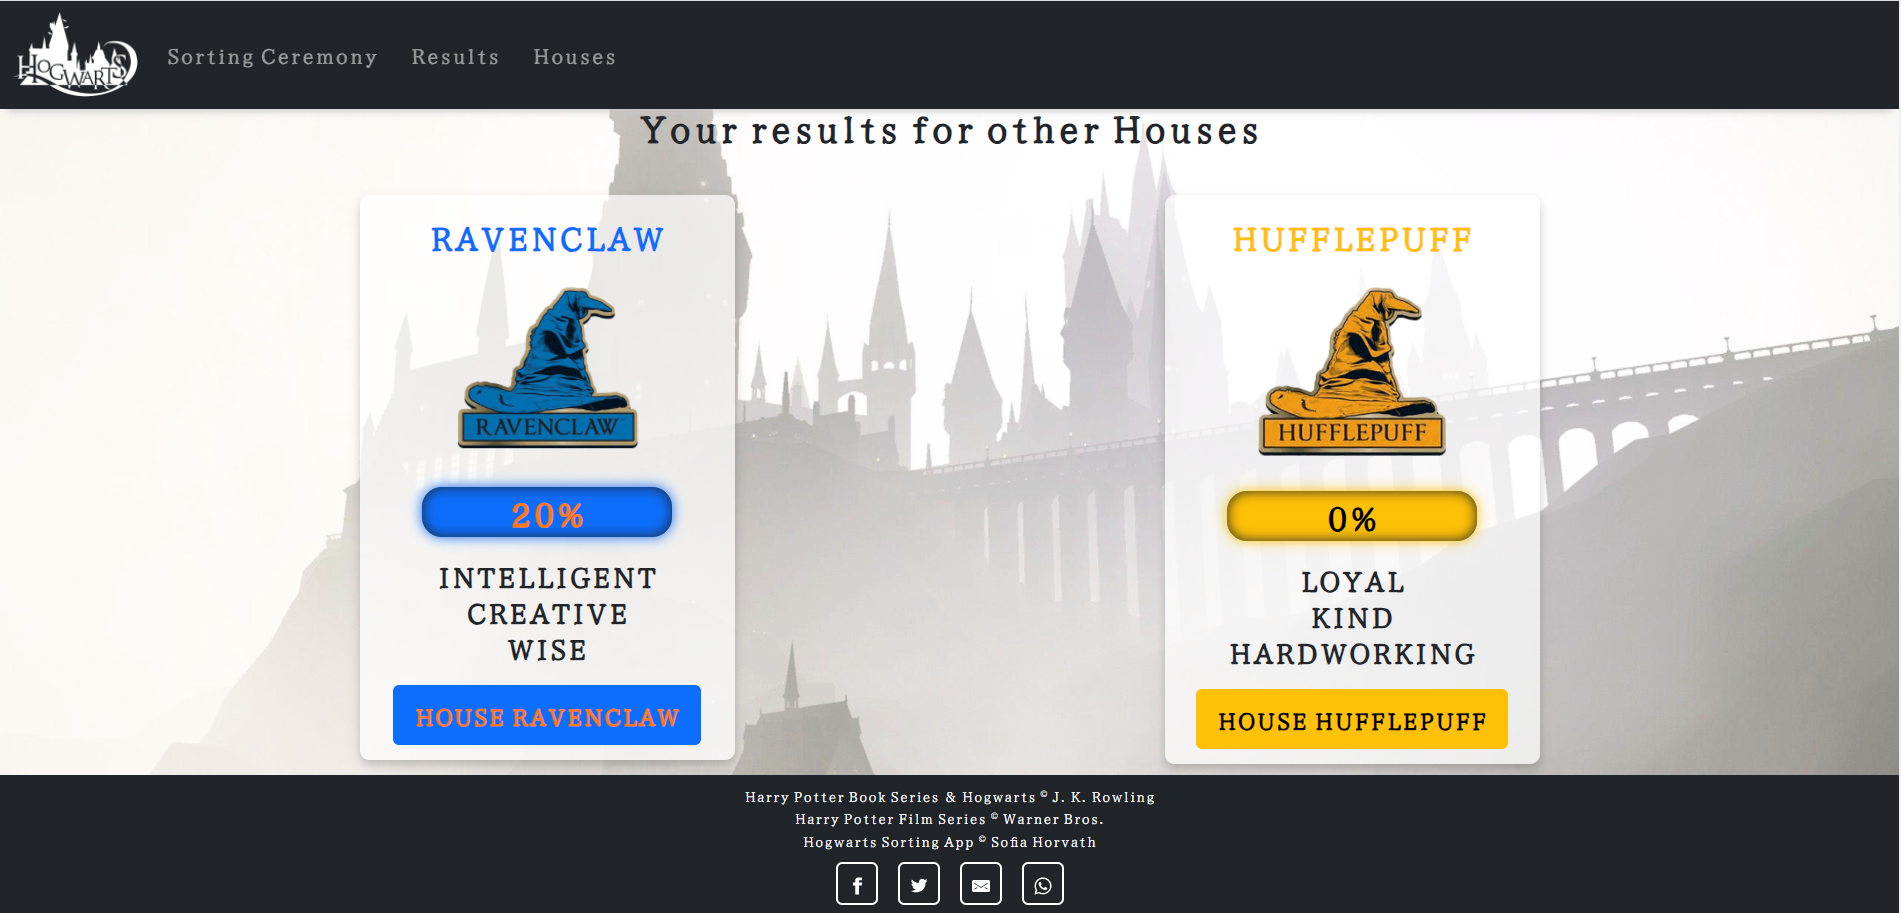 HOGWARTS
Sorting Ceremony Results Houses
Your results for other Houses
RAVENCLAW
RAVENCLAW
20%
INTELLIGENT
CREATIVE
WISE
HOUSE RAVENCLAW
HUFFLEPUFF
HUFFLEPUFF
0%
LOYAL
KIND
HARDWORKING
HOUSE HUFFLEPUFF
Harry Potter Book Series & Hogwarts © J. K. Rowling
Harry Potter Film Series © Warner Bros.
Hogwarts Sorting App © Sofia Horvath